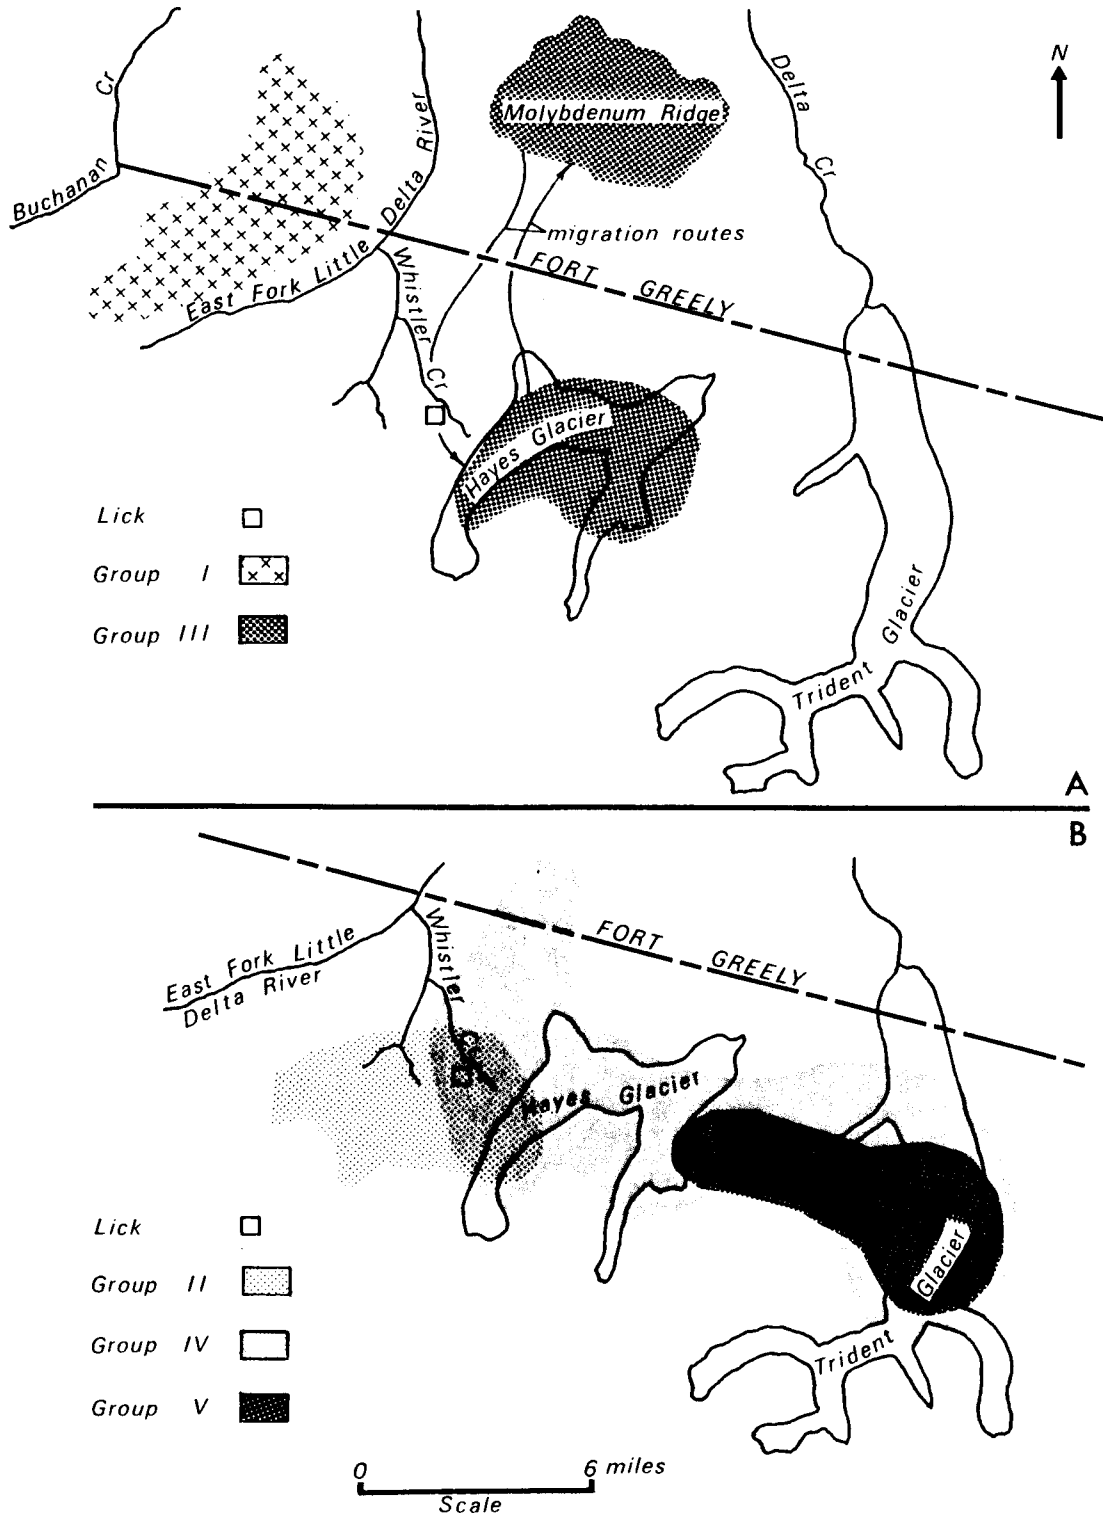 N
Cr
Buchanan
Delta River
East Fork Little
Molybdenum Ridge
Delta Cr
migration routes
FORT GREELY
Whistler Cr
Hayes Glacier
Lick
Group I
Group III
Glacier
Trident
A
B
FORT GREELY
East Fork Little
Delta River
Whistler
Cr
Hayes Glacier
Lick
Group II
Group IV
Group V
Glacier
Trident
0 6 miles
Scale